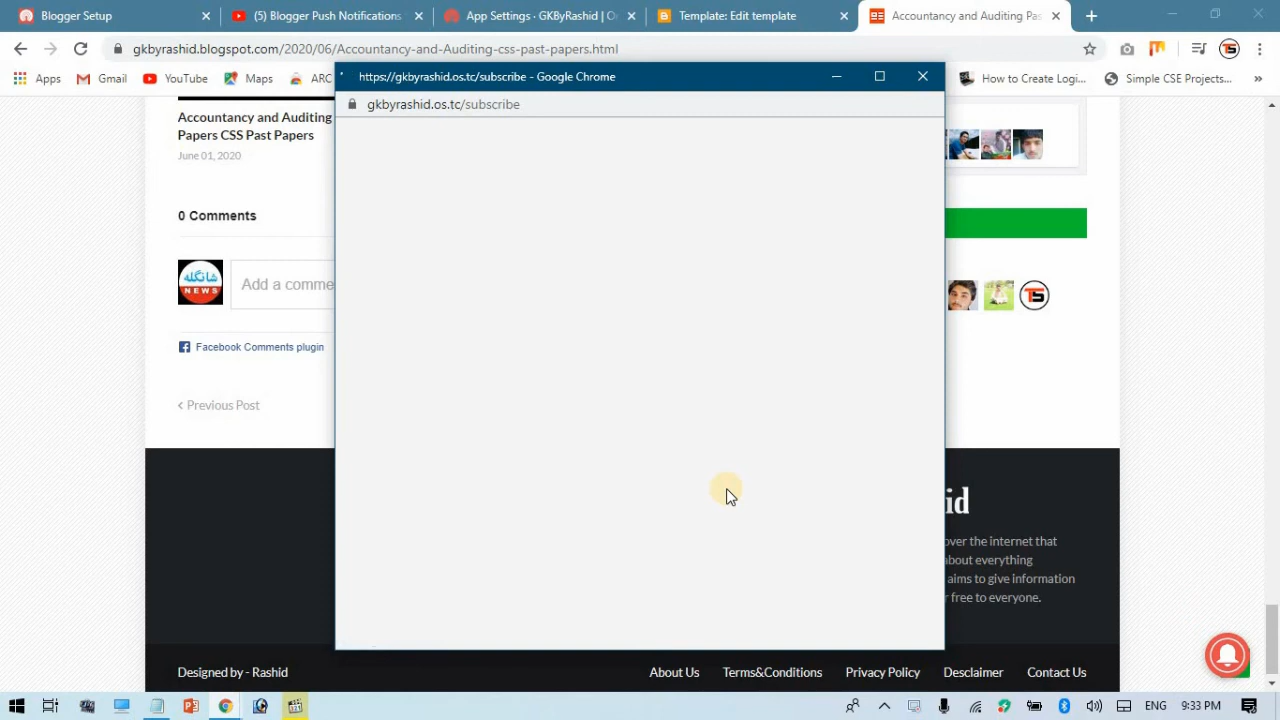 Blogger Setup
(5) Blogger Push Notifications
App Settings - GKByRashid | O
Template: Edit template
Accountancy and Auditing Pas
gkbyrashid.blogspot.com/2020/06/Accountancy-and-Auditing-css-past-papers.html
Apps
Gmail
YouTube
Maps
ARC
How to Create Logi...
Simple CSE Projects...
https://gkbyrashid.os.tc/subscribe - Google Chrome
gkbyrashid.os.tc/subscribe
Accountancy and Auditing
Papers CSS Past Papers
June 01, 2020
0 Comments
شانگله
NEWS
Add a comme
Facebook Comments plugin
Previous Post
TS
id
over the internet that
about everything
aims to give information
free to everyone.
Designed by - Rashid
About Us
Terms&Conditions
Privacy Policy
Disclaimer
Contact Us
ENG
9:33 PM